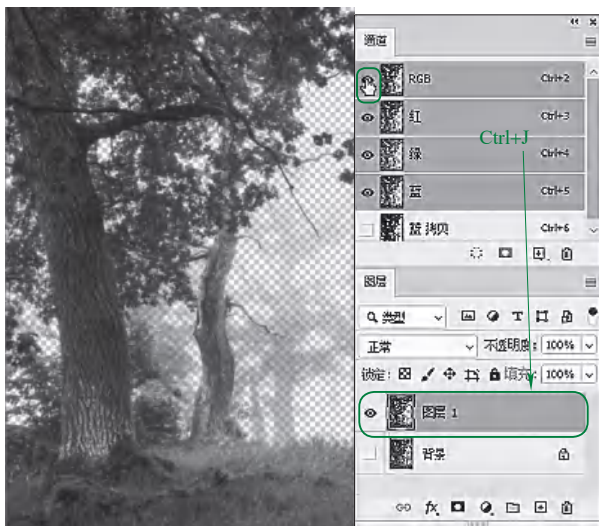 通道
RGB Ctrl+2
红 Ctrl+3
Ctrl+J
绿 Ctrl+4
蓝 Ctrl+5
蓝 拷贝 Ctrl+6
图层
类型 T
正常 不透明度: 100%
锁定: 填充: 100%
图层 1
背景
fx